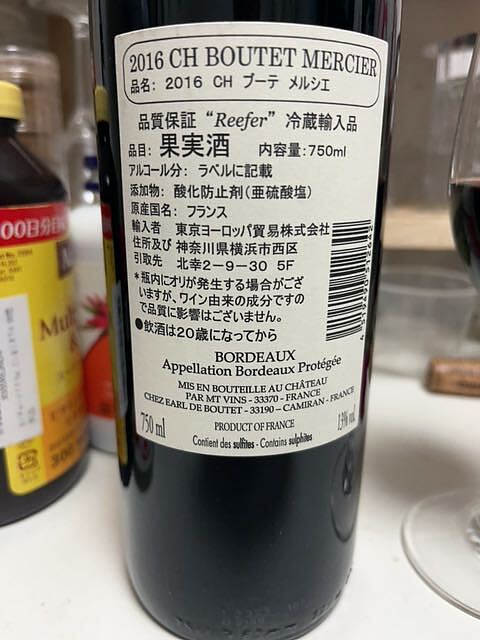 2016 CH BOUTET MERCIER
品名: 2016 CH ブーテ メルシエ
品質保証 “Reefer” 冷蔵輸入品
品目: 果実酒 内容量:750ml
アルコール分: ラベルに記載
添加物: 酸化防止剤(亜硫酸塩)
原産国名: フランス
輸入者 東京ヨーロッパ貿易株式会社
住所及び 神奈川県横浜市西区
引取先 北幸2-9-30 5F
*瓶内にオリが発生する場合がござ
いますが、ワイン由来の成分ですの
で品質に影響はございません。
●飲酒は20歳になってから
BORDEAUX
Appellation Bordeaux Protégée
MIS EN BOUTEILLE AU CHÂTEAU
PAR MT VINS - 33370 - FRANCE
CHEZ EARL DE BOUTET - 33190 - CAMIRAN - FRANCE
750 ml PRODUCT OF FRANCE 13% vol.
Contient des sulfites - Contains sulphites
00日分
Mul